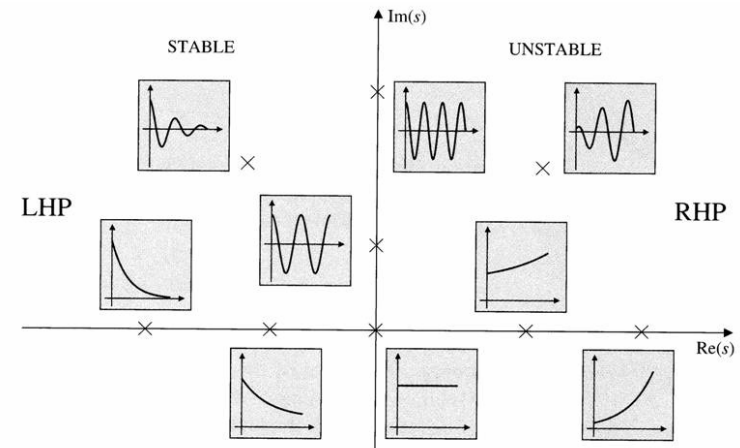 Im(s)
STABLE
UNSTABLE
LHP
RHP
Re(s)